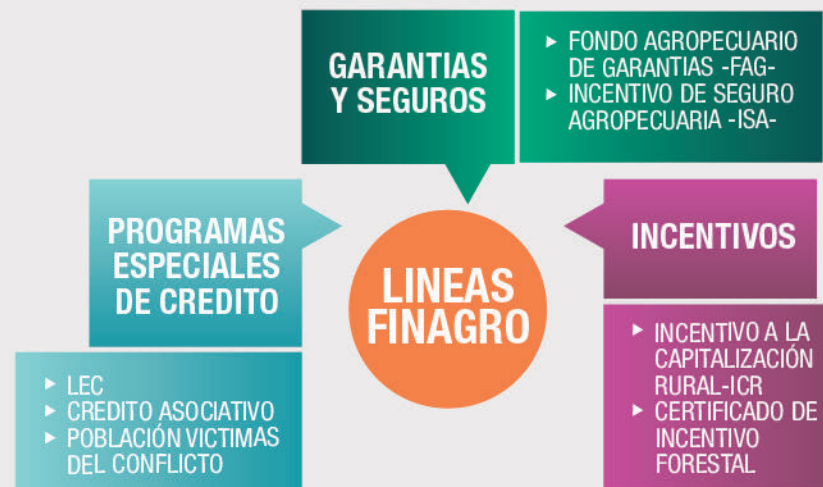 GARANTIAS
Y SEGUROS
▸ FONDO AGROPECUARIO
DE GARANTIAS -FAG-
▸ INCENTIVO DE SEGURO
AGROPECUARIA -ISA-
PROGRAMAS
ESPECIALES
DE CREDITO
▸ LEC
▸ CREDITO ASOCIATIVO
▸ POBLACIÓN VICTIMAS
DEL CONFLICTO
LINEAS
FINAGRO
INCENTIVOS
▸ INCENTIVO A LA
CAPITALIZACIÓN
RURAL-ICR
▸ CERTIFICADO DE
INCENTIVO
FORESTAL